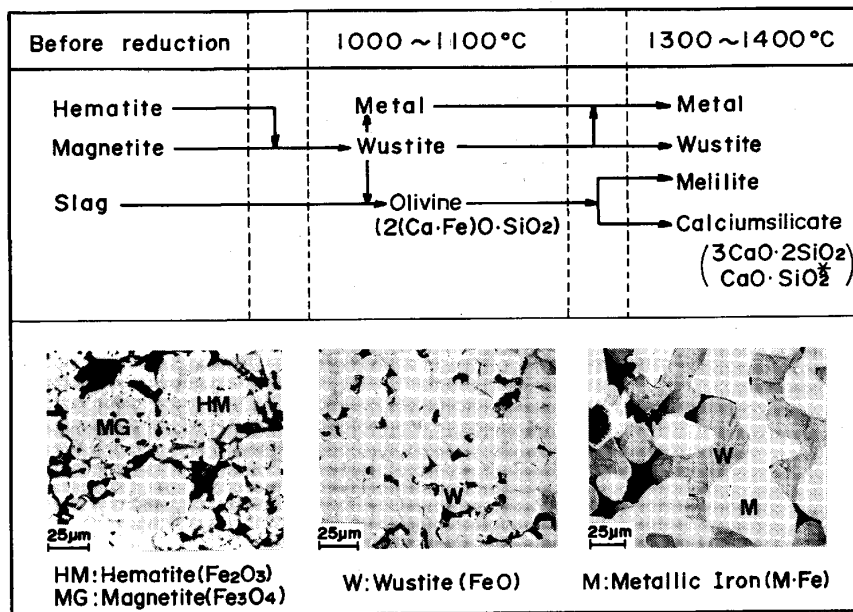 Before reduction 1000~1100°C 1300~1400°C
Hematite Metal Metal
Magnetite Wustite Wustite
Melilite
Slag Olivine
(2(Ca·Fe)O·SiO2) Calciumsilicate
(3CaO·2SiO2
CaO·SiO2*)
HM
MG
W
W
M
25μm 25μm 25μm
HM:Hematite(Fe2O3) W:Wustite(FeO) M:Metallic Iron(M·Fe)
MG:Magnetite(Fe3O4)